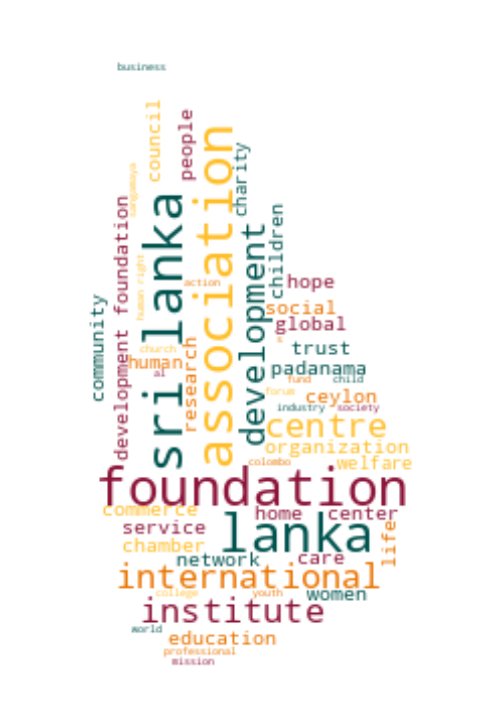 business
council
people
sangamaya
charity
association
sri lanka
development foundation
children
development
human right
action
hope
community
social
global
research
church
trust
human
al
padanama
fund
child
forum
ceylon
industry
society
centre
organization
colombo
welfare
foundation
commerce
home
center
lanka
service
life
chamber
network
care
international
college
youth
women
institute
world
education
professional
mission